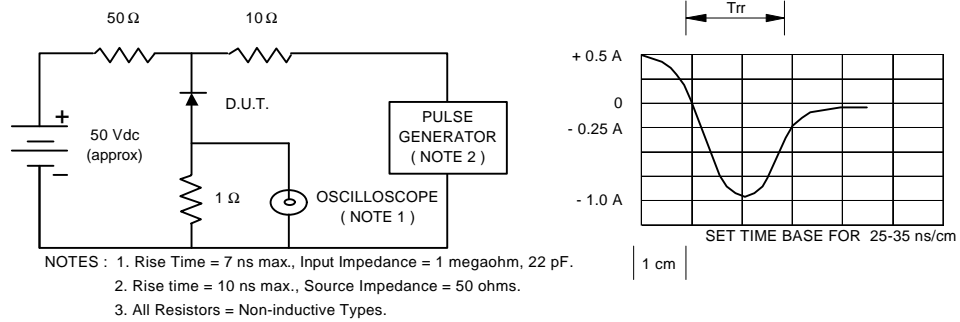 50 Ω
10 Ω
+
50 Vdc
(approx)
−
D.U.T.
1 Ω
OSCILLOSCOPE
( NOTE 1 )
PULSE
GENERATOR
( NOTE 2 )
Trr
+ 0.5 A
0
- 0.25 A
- 1.0 A
SET TIME BASE FOR 25-35 ns/cm
1 cm
NOTES : 1. Rise Time = 7 ns max., Input Impedance = 1 megaohm, 22 pF.
2. Rise time = 10 ns max., Source Impedance = 50 ohms.
3. All Resistors = Non-inductive Types.